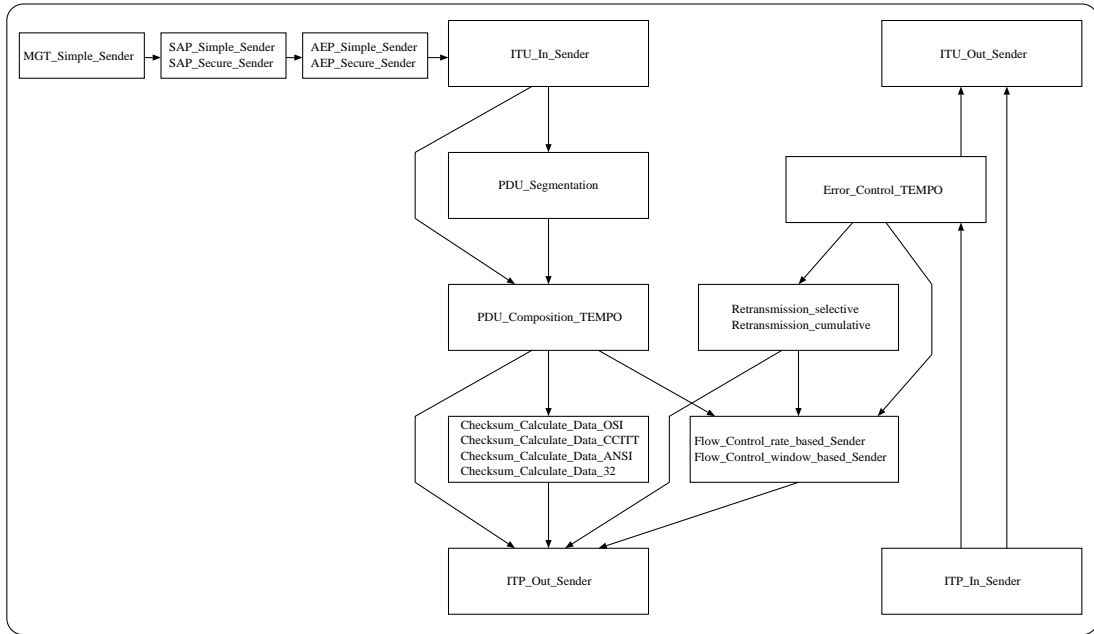 MGT_Simple_Sender
SAP_Simple_Sender
SAP_Secure_Sender
AEP_Simple_Sender
AEP_Secure_Sender
ITU_In_Sender
ITU_Out_Sender
PDU_Segmentation
Error_Control_TEMPO
PDU_Composition_TEMPO
Retransmission_selective
Retransmission_cumulative
Checksum_Calculate_Data_OSI
Checksum_Calculate_Data_CCITT
Checksum_Calculate_Data_ANSI
Checksum_Calculate_Data_32
Flow_Control_rate_based_Sender
Flow_Control_window_based_Sender
ITP_Out_Sender
ITP_In_Sender